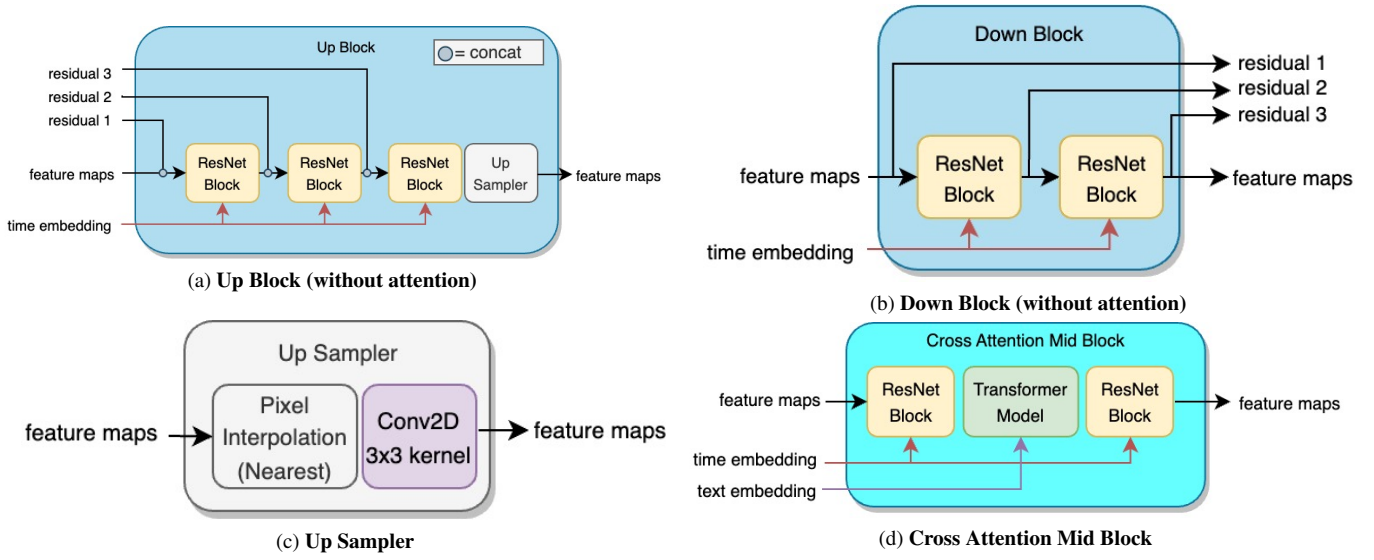 Up Block
= concat
residual 3
residual 2
residual 1
feature maps
ResNet
Block
ResNet
Block
ResNet
Block
Up
Sampler
feature maps
time embedding
(a) Up Block (without attention)
Down Block
residual 1
residual 2
residual 3
feature maps
ResNet
Block
ResNet
Block
feature maps
time embedding
(b) Down Block (without attention)
Up Sampler
feature maps
Pixel
Interpolation
(Nearest)
Conv2D
3x3 kernel
feature maps
(c) Up Sampler
Cross Attention Mid Block
feature maps
ResNet
Block
Transformer
Model
ResNet
Block
feature maps
time embedding
text embedding
(d) Cross Attention Mid Block